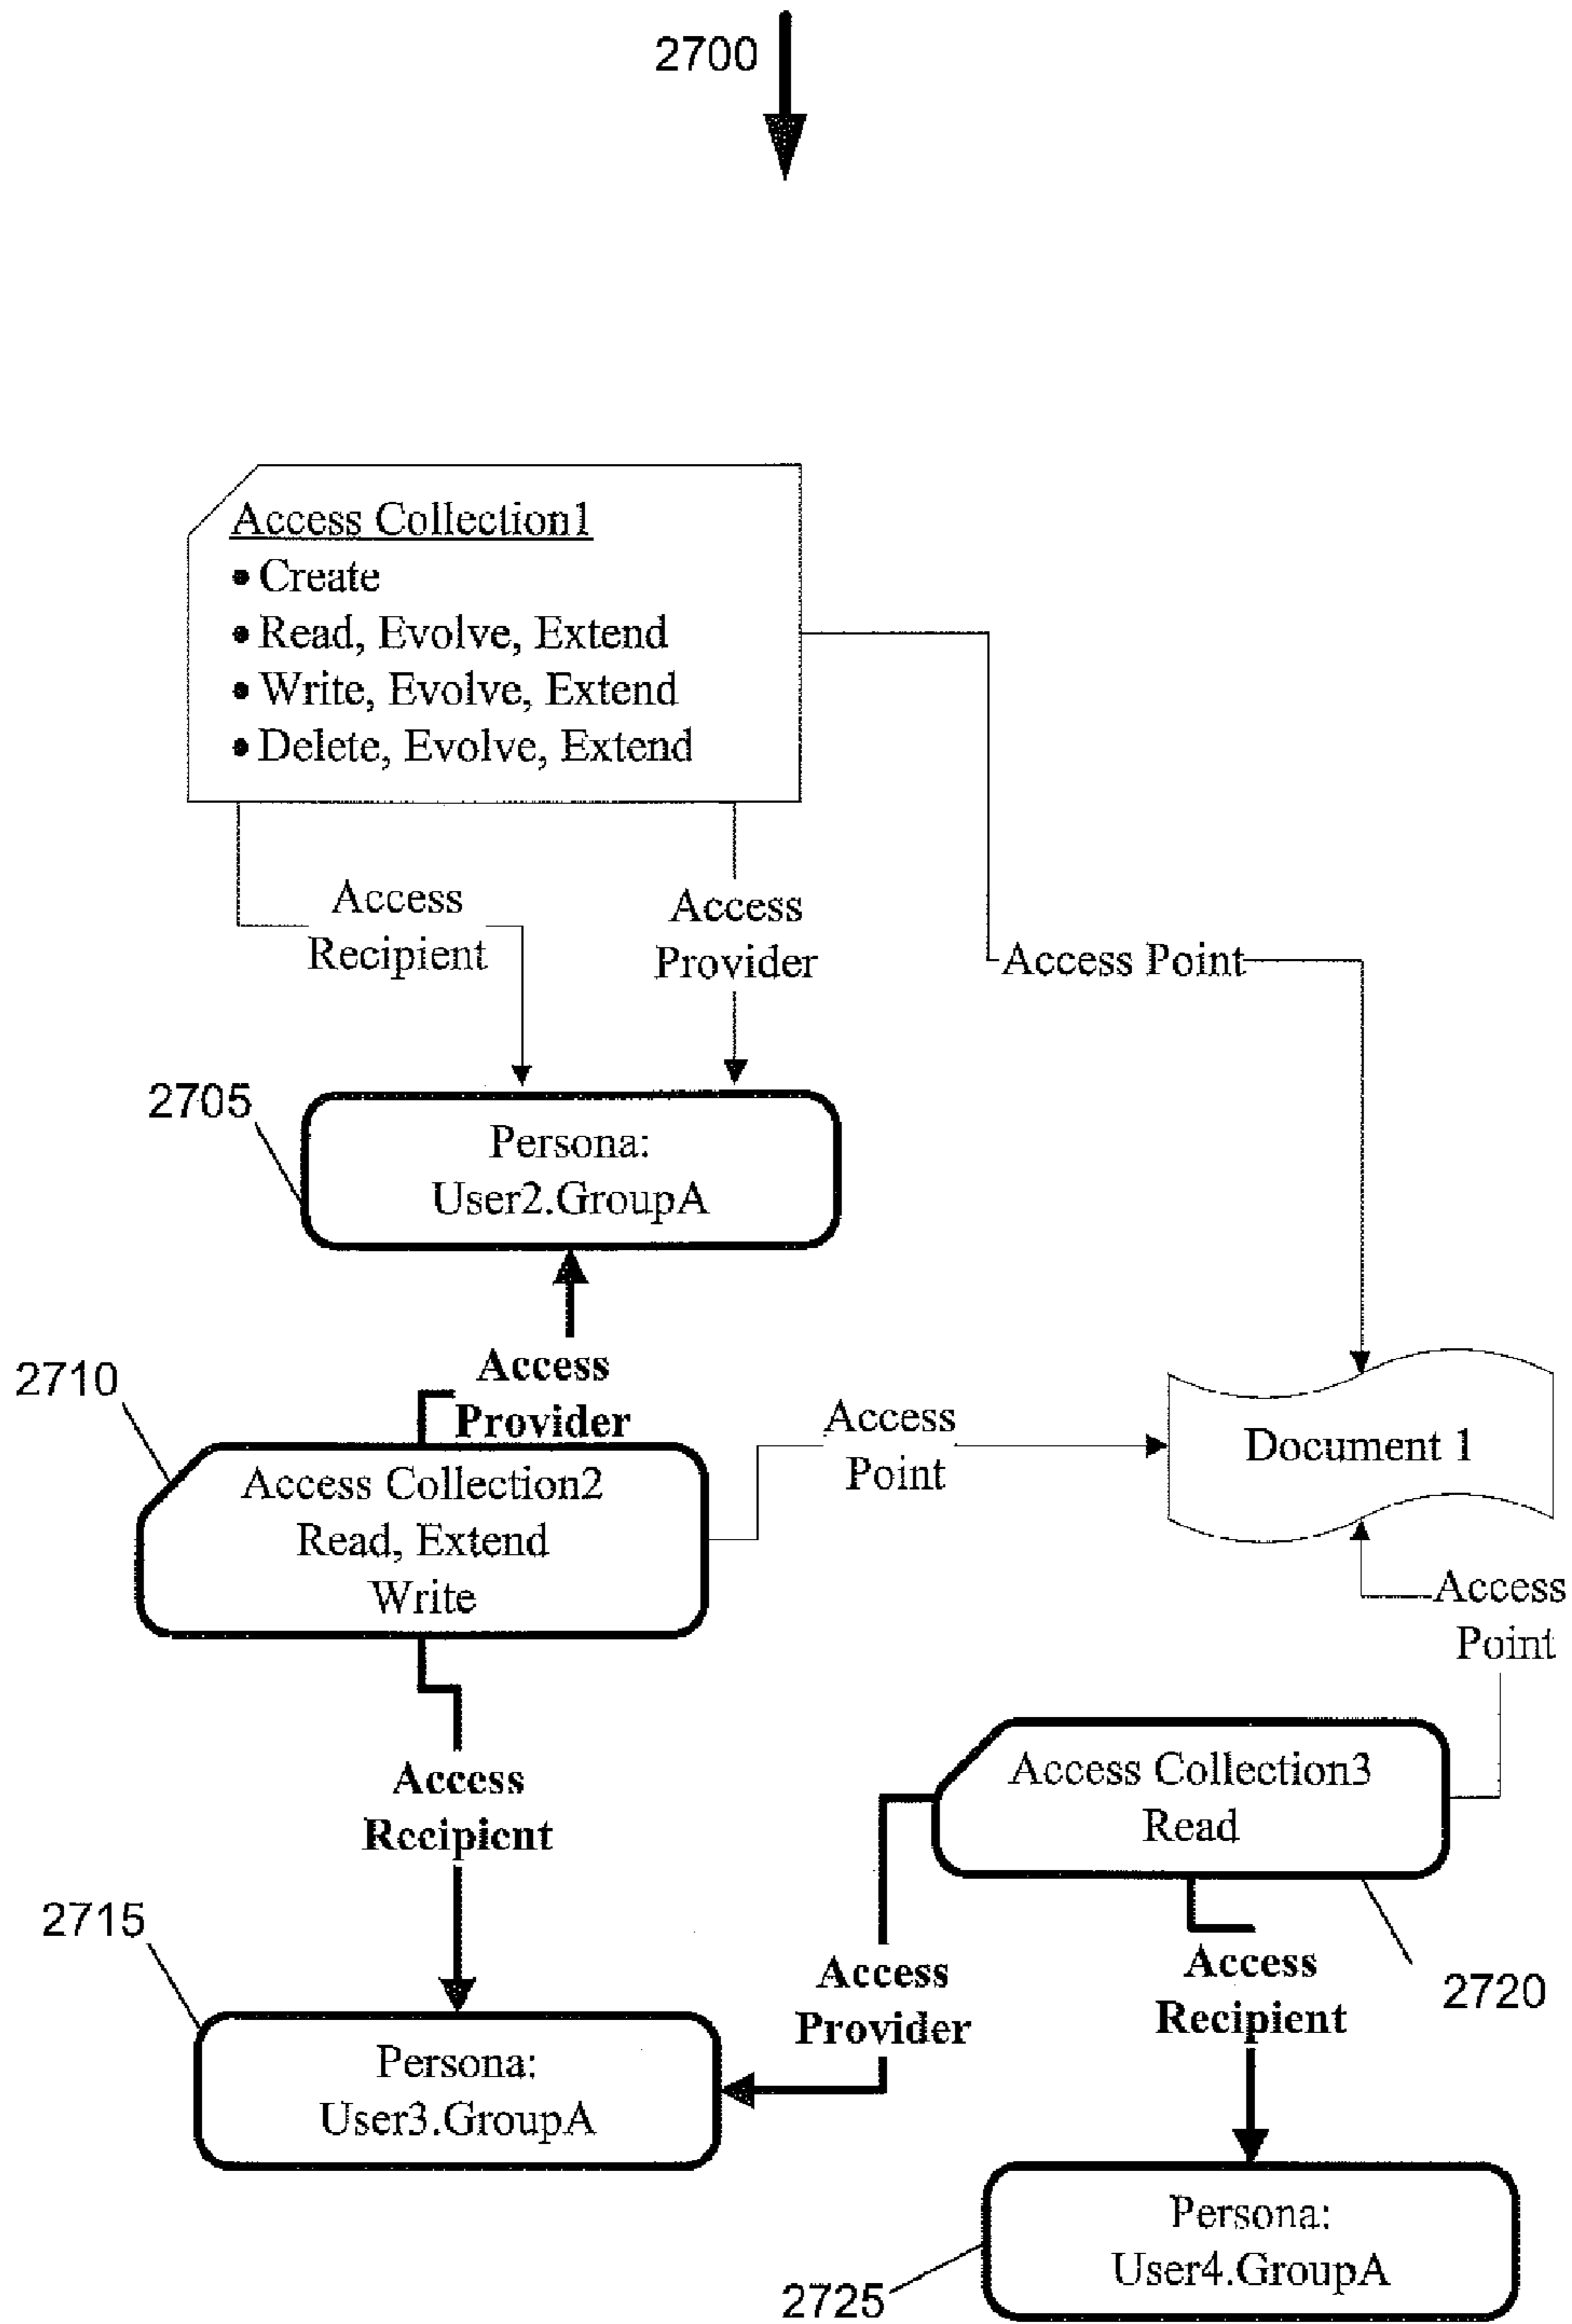 2700
Access Collection1
• Create
• Read, Evolve, Extend
• Write, Evolve, Extend
• Delete, Evolve, Extend
Access
Recipient
Access
Provider
Access Point
2705
Persona:
User2.GroupA
Access
Provider
2710
Access Collection2
Read, Extend
Write
Access
Point
Document 1
Access
Point
Access
Recipient
Access Collection3
Read
2715
Persona:
User3.GroupA
Access
Provider
Access
Recipient
2720
Persona:
User4.GroupA
2725